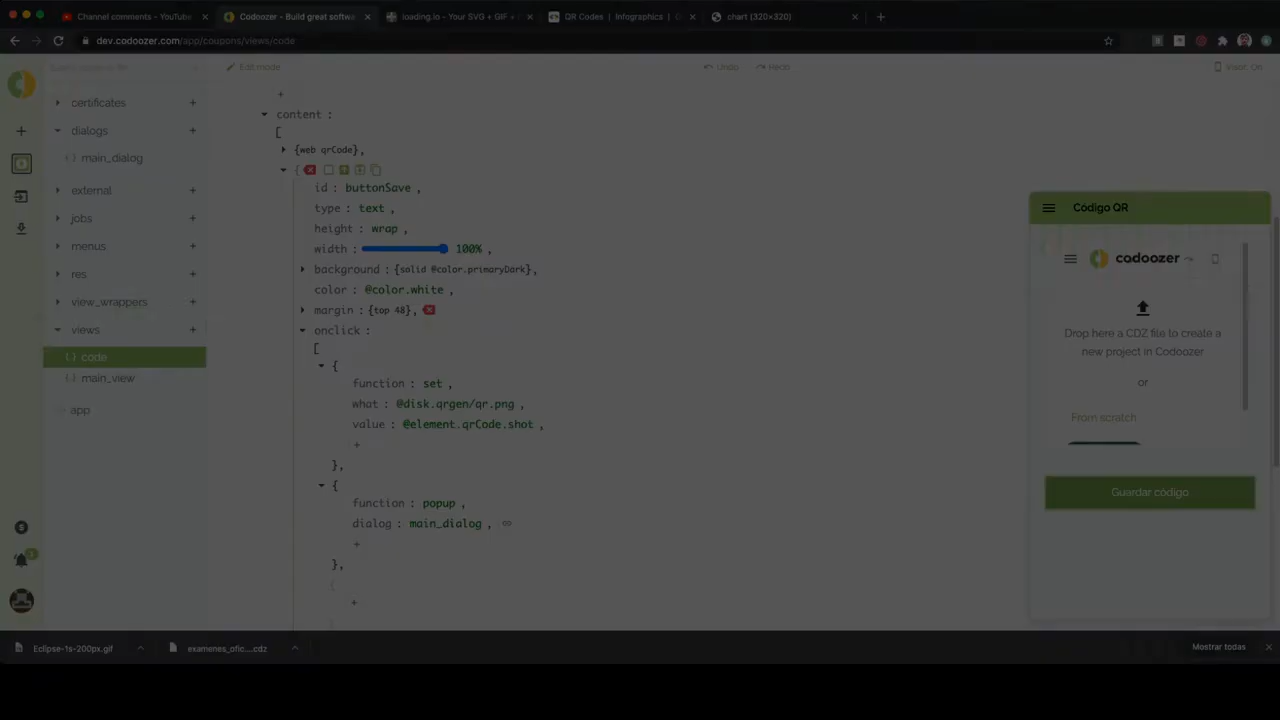 Channel comments - YouTube
Codoozer - Build great softwa
loading.io - Your SVG + GIF +
QR Codes | Infographics | G
chart (320×320)
dev.codoozer.com/app/coupons/views/code
Edit mode
Undo
Redo
Visor: On
certificates
dialogs
main_dialog
external
jobs
menus
res
view_wrappers
views
code
main_view
app
3
content :
[
{web qrCode},
{
id : buttonSave ,
type : text ,
height : wrap ,
width : 100% ,
background : {solid @color.primaryDark},
color : @color.white ,
margin : {top 48},
onclick :
[
{
function : set ,
what : @disk.qrgen/qr.png ,
value : @element.qrCode.shot ,
+
},
{
function : popup ,
dialog : main_dialog ,
+
},
{
+
Código QR
codoozer
Drop here a CDZ file to create a
new project in Codoozer
or
From scratch
Guardar código
Eclipse-1s-200px.gif
examenes_ofic....cdz
Mostrar todas